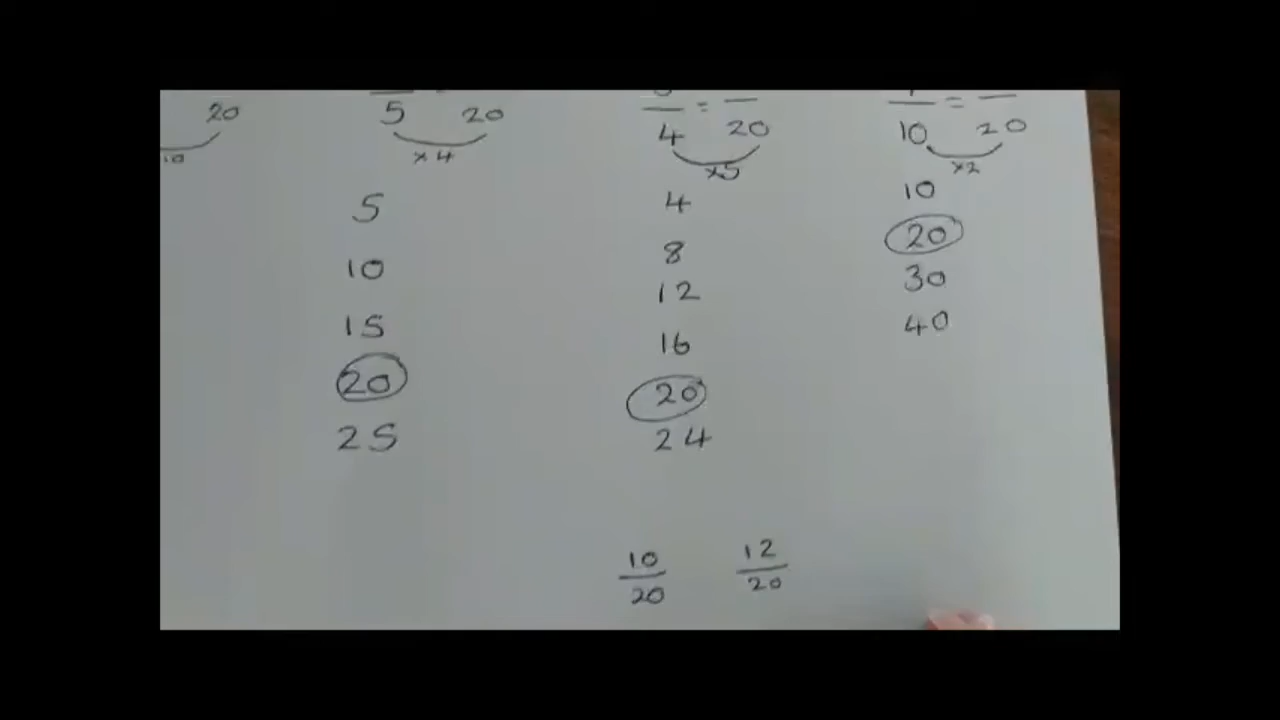 20 5 20 4 = 20 10 = 20
10 ×4 ×5 ×2
5 4 10
10 8 20
15 12 30
20 16 40
25 20
24
10 12
20 20